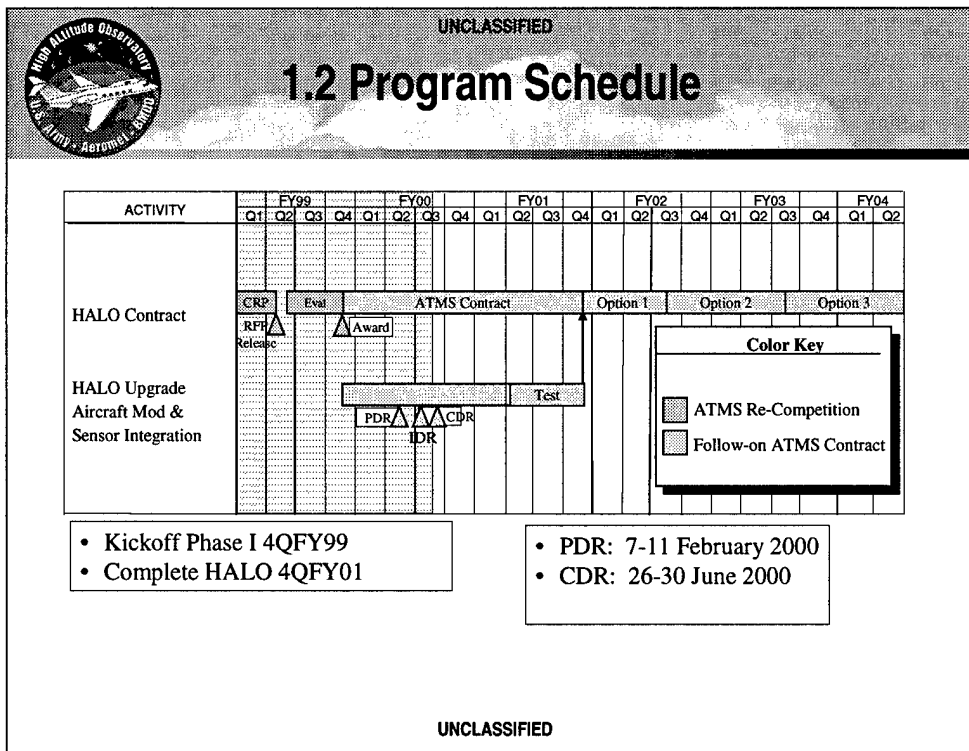 UNCLASSIFIED
High ALtitude Observatory
U.S. Army - Aeromet - BMDO
1.2 Program Schedule
ACTIVITY
FY99 FY00 FY01 FY02 FY03 FY04
Q1 Q2 Q3 Q4 Q1 Q2 Q3 Q4 Q1 Q2 Q3 Q4 Q1 Q2 Q3 Q4 Q1 Q2 Q3 Q4 Q1 Q2
HALO Contract
CRP Eval ATMS Contract Option 1 Option 2 Option 3
RFP
Release
Award
HALO Upgrade
Aircraft Mod &
Sensor Integration
Test
PDR
IDR
CDR
Color Key
ATMS Re-Competition
Follow-on ATMS Contract
• Kickoff Phase I 4QFY99
• Complete HALO 4QFY01
• PDR: 7-11 February 2000
• CDR: 26-30 June 2000
UNCLASSIFIED